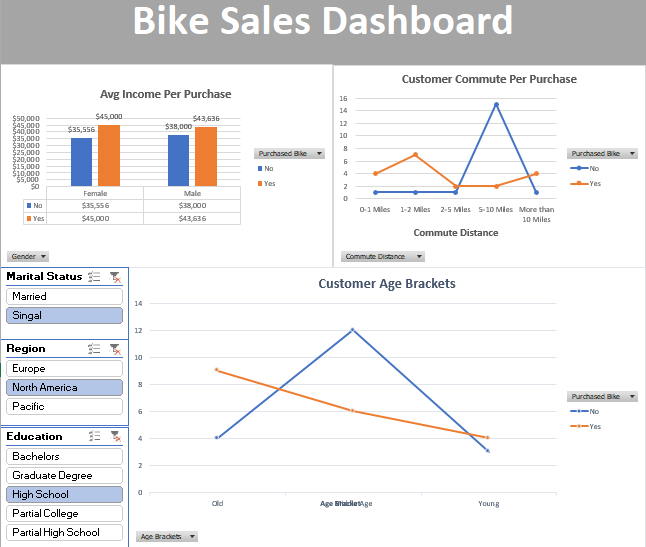 Bike Sales Dashboard
Avg Income Per Purchase
$50,000
$45,000
$40,000
$35,000
$30,000
$25,000
$20,000
$15,000
$10,000
$5,000
$0
$35,556
$45,000
$38,000
$43,636
Female
Male
No $35,556 $38,000
Yes $45,000 $43,636
Purchased Bike
No
Yes
Gender
Customer Commute Per Purchase
16
14
12
10
8
6
4
2
0
0-1 Miles 1-2 Miles 2-5 Miles 5-10 Miles More than
10 Miles
Commute Distance
Purchased Bike
No
Yes
Commute Distance
Marital Status
Married
Singal
Region
Europe
North America
Pacific
Education
Bachelors
Graduate Degree
High School
Partial College
Partial High School
Customer Age Brackets
14
12
10
8
6
4
2
0
Old
Age Bracket
Middle Age
Young
Purchased Bike
No
Yes
Age Brackets